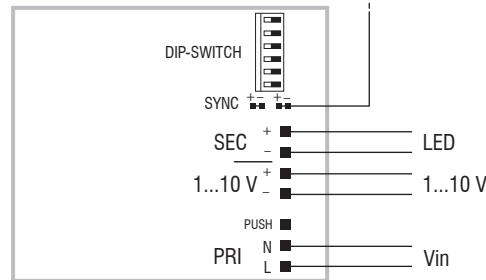 DIP-SWITCH
+ - + -
SYNC
SEC + LED
-
1...10 V + 1...10 V
-
PUSH
PRI N Vin
L